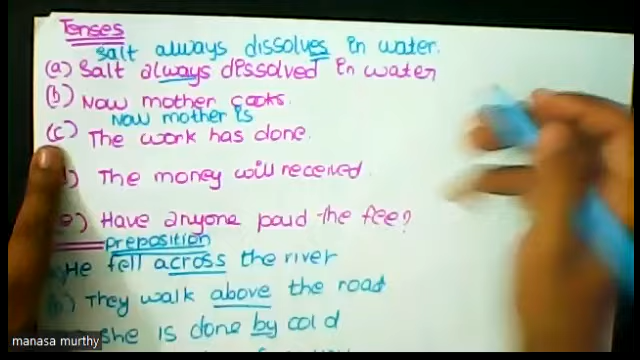 Tenses
Salt always dissolves in water.
(a) Salt always dissolved in water
(b) Now mother cooks.
Now mother is
(c) The work has done.
) The money will received.
e) Have anyone paid the fee?
preposition
He fell across the river
(b) They walk above the road
she is done by cold
manasa murthy